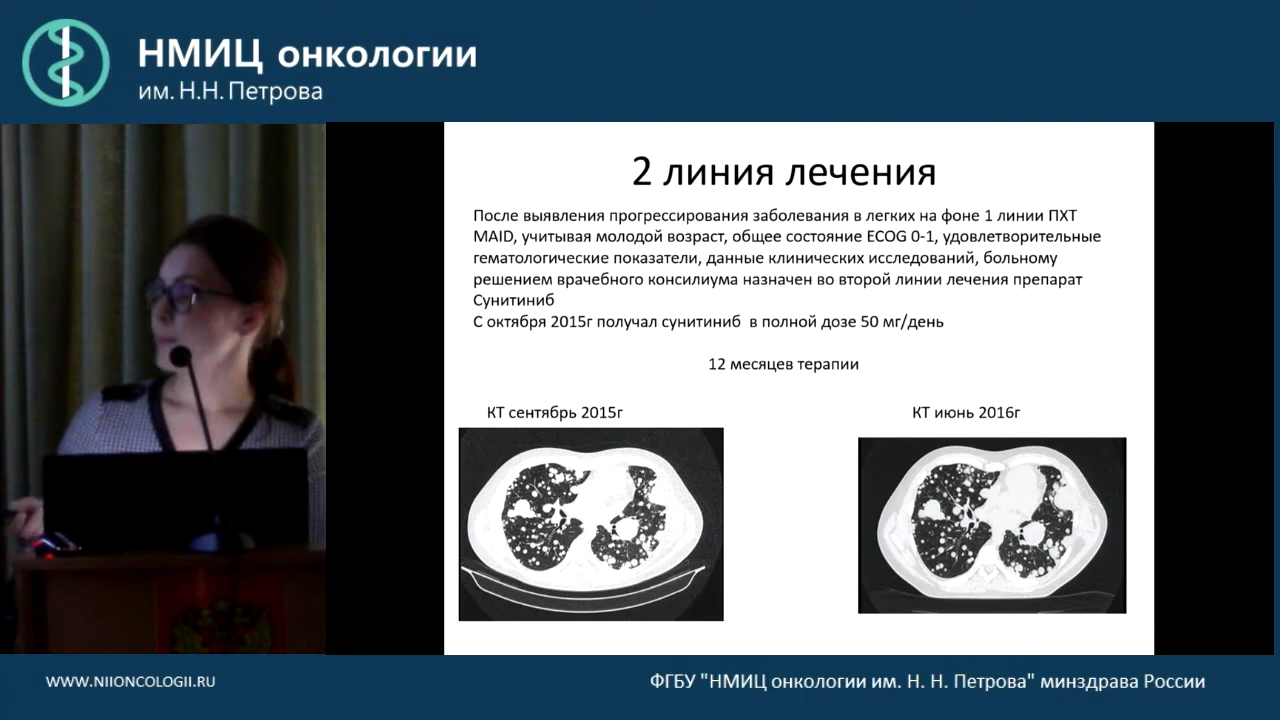 НМИЦ онкологии
им. Н.Н. Петрова
2 линия лечения
После выявления прогрессирования заболевания в легких на фоне 1 линии ПХТ
MAID, учитывая молодой возраст, общее состояние ECOG 0-1, удовлетворительные
гематологические показатели, данные клинических исследований, больному
решением врачебного консилиума назначен во второй линии лечения препарат
Сунитиниб
С октября 2015г получал сунитиниб в полной дозе 50 мг/день
12 месяцев терапии
КТ сентябрь 2015г
КТ июнь 2016г
WWW.NIIONCOLOGII.RU
ФГБУ "НМИЦ онкологии им. Н. Н. Петрова" минздрава России